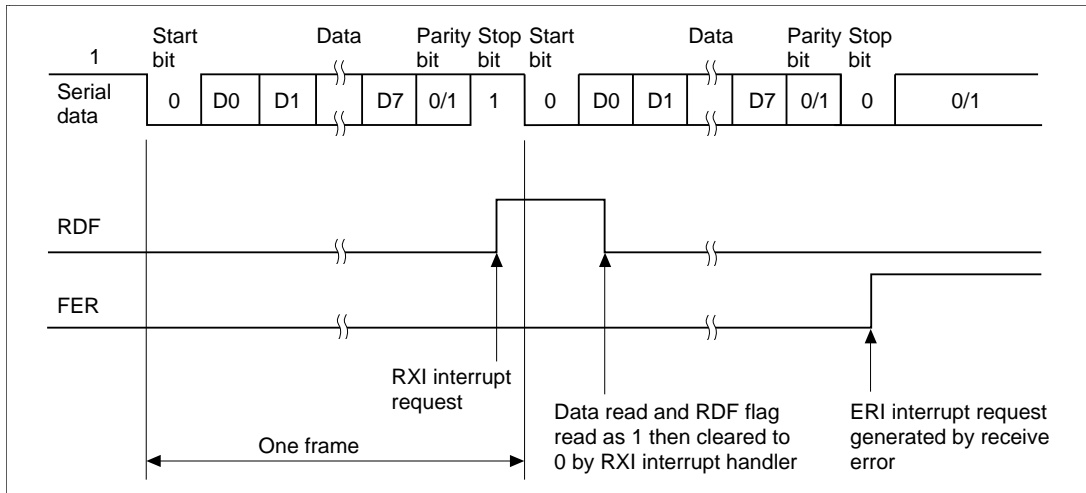 Start Data Parity Stop Start Data Parity Stop
1 bit bit bit bit bit bit
Serial data 0 D0 D1 D7 0/1 1 0 D0 D1 D7 0/1 0 0/1
RDF
FER
RXI interrupt
request
Data read and RDF flag
read as 1 then cleared to
0 by RXI interrupt handler
ERI interrupt request
generated by receive
error
One frame